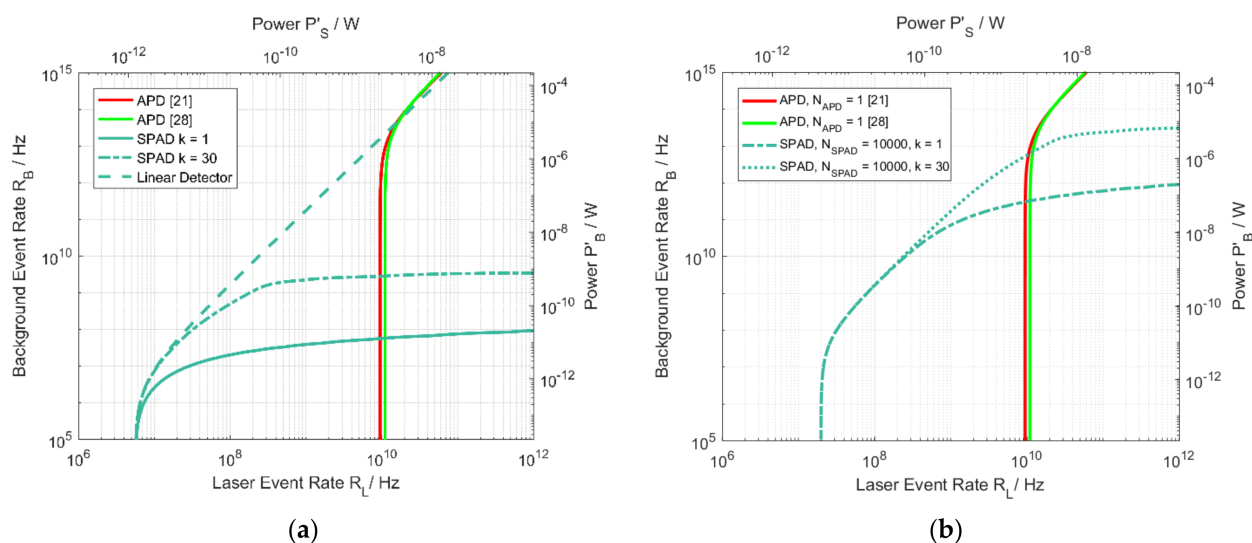 Power P'S / W
10^-12
10^-10
10^-8
10^15
10^10
10^5
Background Event Rate RB / Hz
APD [21]
APD [28]
SPAD k = 1
SPAD k = 30
Linear Detector
10^-4
10^-6
10^-8
10^-10
10^-12
Power P'B / W
10^6
10^8
10^10
10^12
Laser Event Rate RL / Hz
(a)
Power P'S / W
10^-12
10^-10
10^-8
10^15
10^10
10^5
Background Event Rate RB / Hz
APD, NAPD = 1 [21]
APD, NAPD = 1 [28]
SPAD, NSPAD = 10000, k = 1
SPAD, NSPAD = 10000, k = 30
10^-4
10^-6
10^-8
10^-10
10^-12
Power P'B / W
10^6
10^8
10^10
10^12
Laser Event Rate RL / Hz
(b)